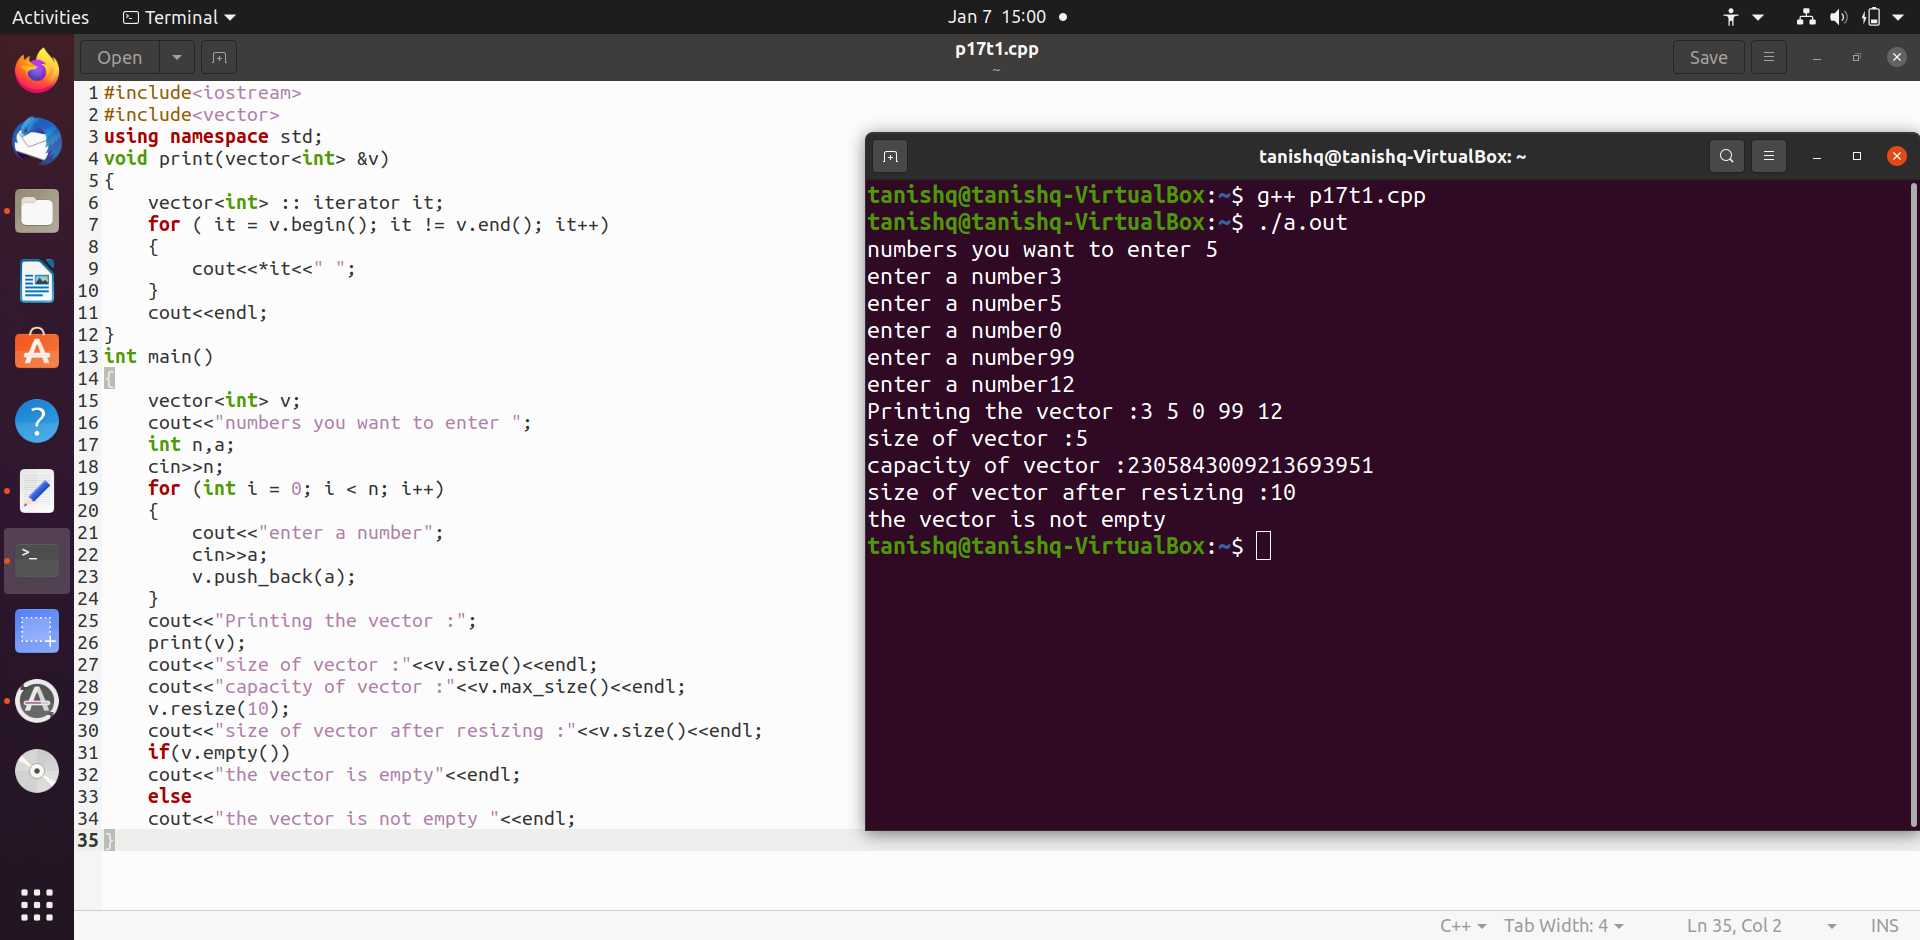 Activities
Terminal
Jan 7 15:00
Open
p17t1.cpp
~
Save
1 #include<iostream>
2 #include<vector>
3 using namespace std;
4 void print(vector<int> &v)
5 {
6     vector<int> :: iterator it;
7     for ( it = v.begin(); it != v.end(); it++)
8     {
9         cout<<*it<<" ";
10     }
11     cout<<endl;
12 }
13 int main()
14 {
15     vector<int> v;
16     cout<<"numbers you want to enter ";
17     int n,a;
18     cin>>n;
19     for (int i = 0; i < n; i++)
20     {
21         cout<<"enter a number";
22         cin>>a;
23         v.push_back(a);
24     }
25     cout<<"Printing the vector :";
26     print(v);
27     cout<<"size of vector :"<<v.size()<<endl;
28     cout<<"capacity of vector :"<<v.max_size()<<endl;
29     v.resize(10);
30     cout<<"size of vector after resizing :"<<v.size()<<endl;
31     if(v.empty())
32     cout<<"the vector is empty"<<endl;
33     else
34     cout<<"the vector is not empty "<<endl;
35 }
tanishq@tanishq-VirtualBox: ~
tanishq@tanishq-VirtualBox:~$ g++ p17t1.cpp
tanishq@tanishq-VirtualBox:~$ ./a.out
numbers you want to enter 5
enter a number3
enter a number5
enter a number0
enter a number99
enter a number12
Printing the vector :3 5 0 99 12
size of vector :5
capacity of vector :2305843009213693951
size of vector after resizing :10
the vector is not empty
tanishq@tanishq-VirtualBox:~$
C++
Tab Width: 4
Ln 35, Col 2
INS